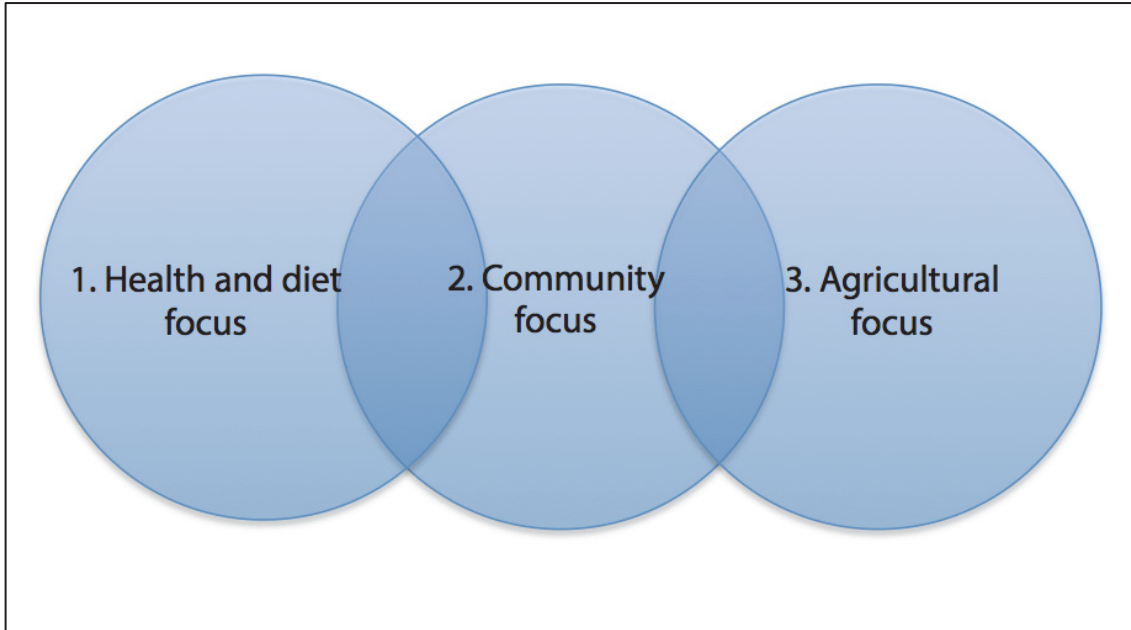 1. Health and diet
focus
2. Community
focus
3. Agricultural
focus